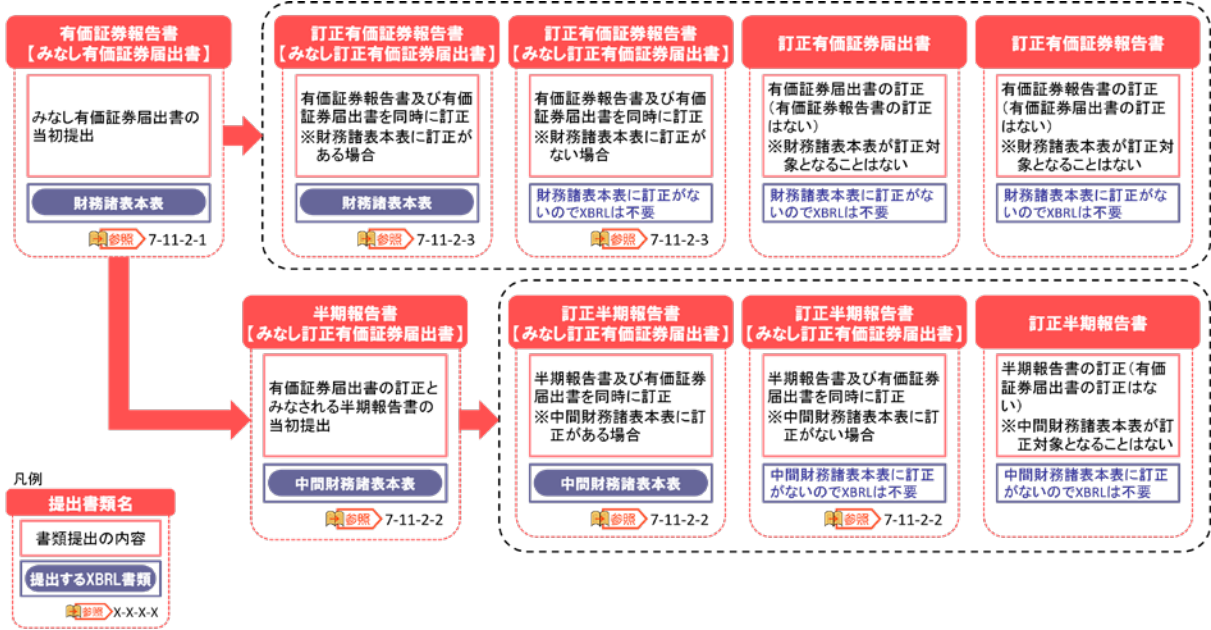 有価証券報告書
【みなし有価証券届出書】
みなし有価証券届出書の
当初提出
財務諸表本表
参照 7-11-2-1
訂正有価証券報告書
【みなし訂正有価証券届出書】
有価証券報告書及び有価
証券届出書を同時に訂正
※財務諸表本表に訂正が
ある場合
財務諸表本表
参照 7-11-2-3
訂正有価証券報告書
【みなし訂正有価証券届出書】
有価証券報告書及び有価
証券届出書を同時に訂正
※財務諸表本表に訂正が
ない場合
財務諸表本表に訂正がな
いのでXBRLは不要
参照 7-11-2-3
訂正有価証券届出書
有価証券届出書の訂正
(有価証券報告書の訂正
はない)
※財務諸表本表が訂正対
象となることはない
財務諸表本表に訂正がな
いのでXBRLは不要
訂正有価証券報告書
有価証券報告書の訂正
(有価証券届出書の訂正
はない)
※財務諸表本表が訂正対
象となることはない
財務諸表本表に訂正がな
いのでXBRLは不要
半期報告書
【みなし訂正有価証券届出書】
有価証券届出書の訂正と
みなされる半期報告書の
当初提出
中間財務諸表本表
参照 7-11-2-2
訂正半期報告書
【みなし訂正有価証券届出書】
半期報告書及び有価証券
届出書を同時に訂正
※中間財務諸表本表に訂
正がある場合
中間財務諸表本表
参照 7-11-2-2
訂正半期報告書
【みなし訂正有価証券届出書】
半期報告書及び有価証券
届出書を同時に訂正
※中間財務諸表本表に訂
正がない場合
中間財務諸表本表に訂正
がないのでXBRLは不要
参照 7-11-2-2
訂正半期報告書
半期報告書の訂正(有価
証券届出書の訂正はな
い)
※中間財務諸表本表が訂
正対象となることはない
中間財務諸表本表に訂正
がないのでXBRLは不要
凡例
提出書類名
書類提出の内容
提出するXBRL書類
参照 X-X-X-X